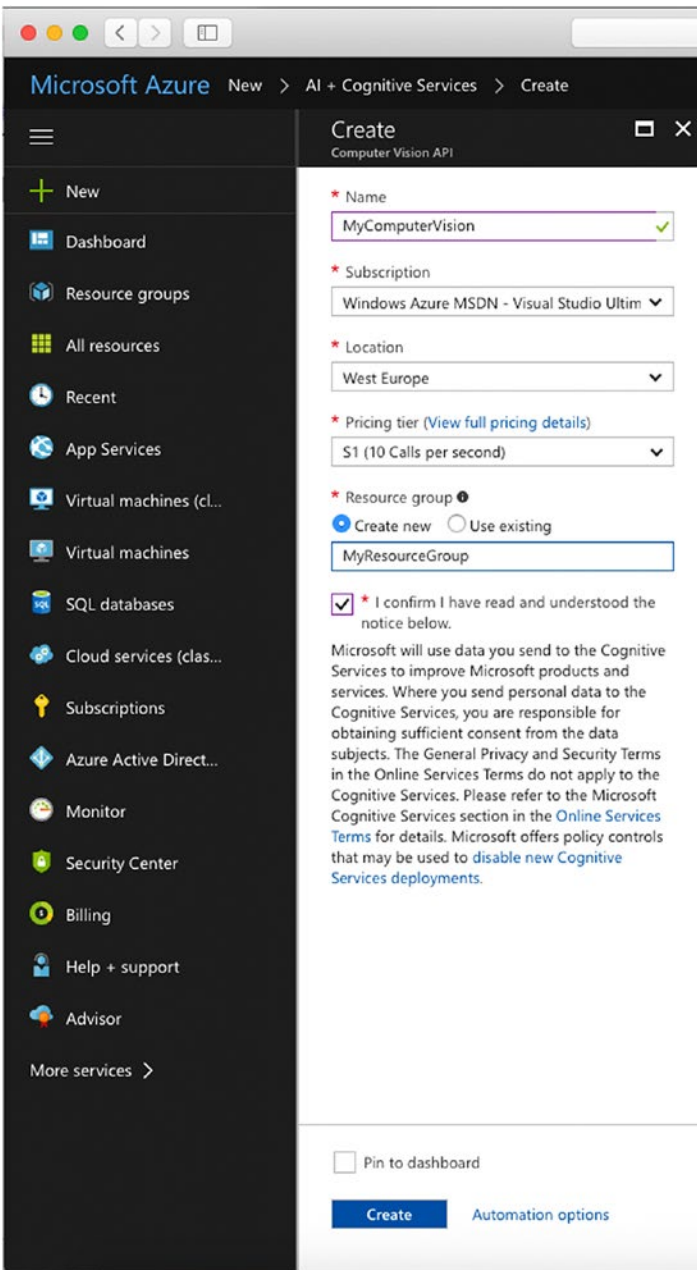 Microsoft Azure New > AI + Cognitive Services > Create
New
Dashboard
Resource groups
All resources
Recent
App Services
Virtual machines (cl...
Virtual machines
SQL databases
Cloud services (clas...
Subscriptions
Azure Active Direct...
Monitor
Security Center
Billing
Help + support
Advisor
More services >
Create
Computer Vision API
* Name
MyComputerVision
* Subscription
Windows Azure MSDN - Visual Studio Ultim
* Location
West Europe
* Pricing tier (View full pricing details)
S1 (10 Calls per second)
* Resource group
Create new Use existing
MyResourceGroup
* I confirm I have read and understood the
notice below.
Microsoft will use data you send to the Cognitive
Services to improve Microsoft products and
services. Where you send personal data to the
Cognitive Services, you are responsible for
obtaining sufficient consent from the data
subjects. The General Privacy and Security Terms
in the Online Services Terms do not apply to the
Cognitive Services. Please refer to the Microsoft
Cognitive Services section in the Online Services
Terms for details. Microsoft offers policy controls
that may be used to disable new Cognitive
Services deployments.
Pin to dashboard
Create Automation options